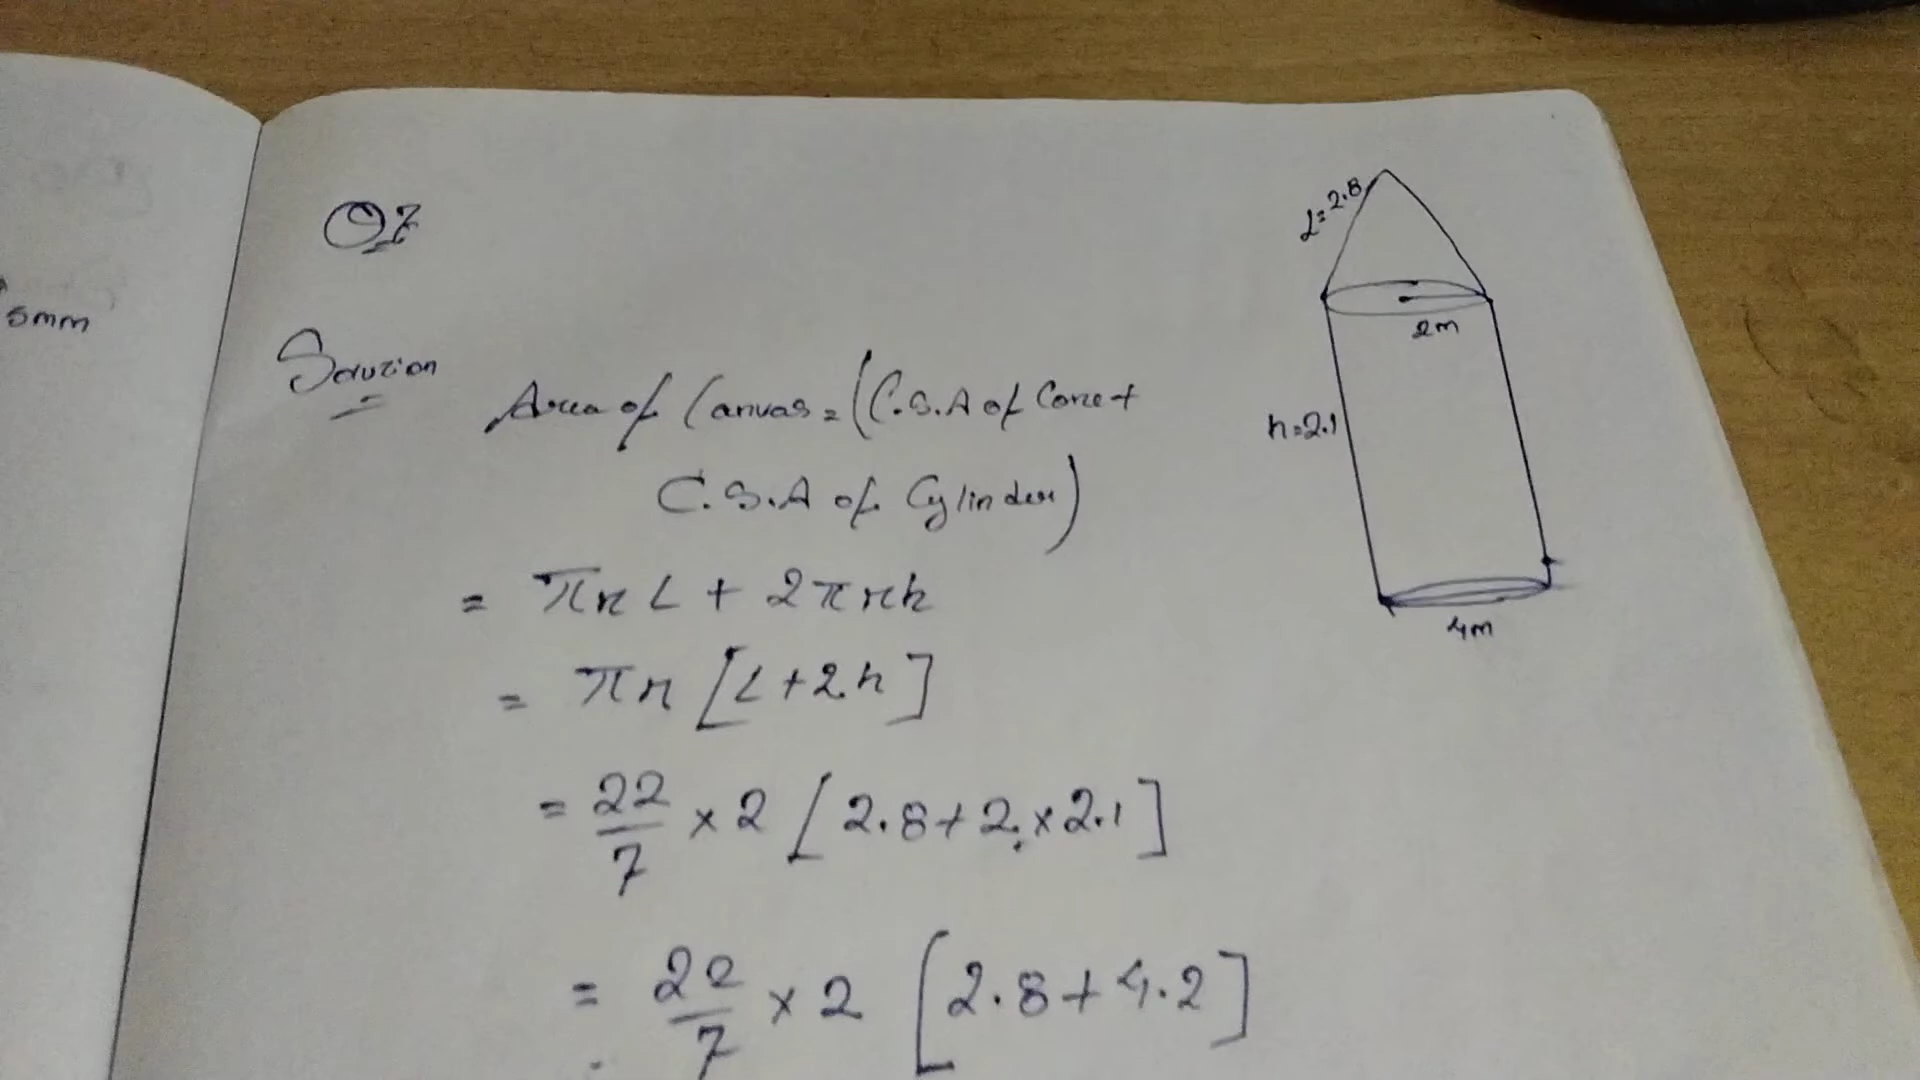 5mm
Q7
Solution
Area of Canvas = (C.S.A of Cone +
C.S.A of Cylinder)
= πrL + 2πrh
= πr [L+2h]
= 22/7 × 2 [2.8+2×2.1]
= 22/7 × 2 [2.8+4.2]
L=2.8
2m
h=2.1
4m